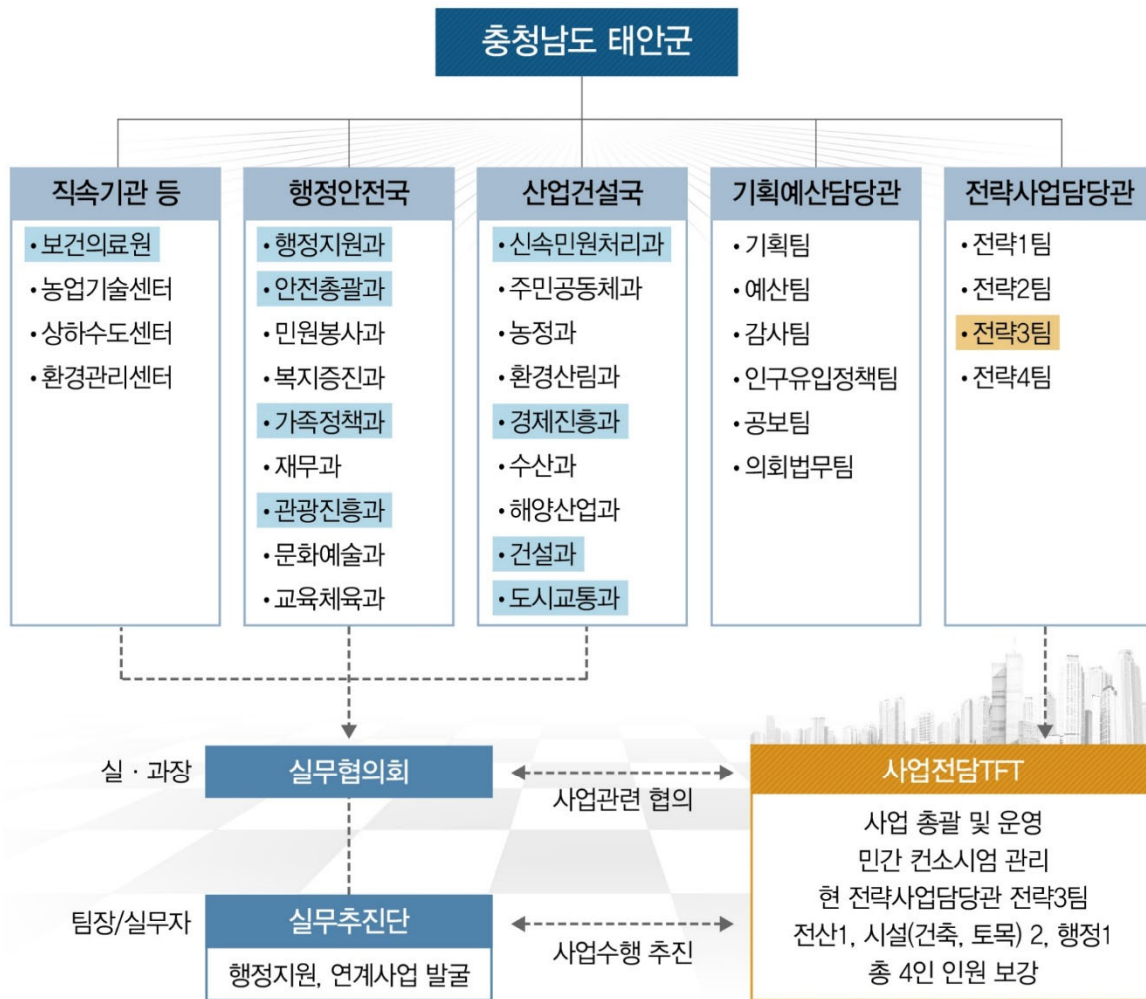 충청남도 태안군
직속기관 등
• 보건의료원
• 농업기술센터
• 상하수도센터
• 환경관리센터
행정안전국
• 행정지원과
• 안전총괄과
• 민원봉사과
• 복지증진과
• 가족정책과
• 재무과
• 관광진흥과
• 문화예술과
• 교육체육과
산업건설국
• 신속민원처리과
• 주민공동체과
• 농정과
• 환경산림과
• 경제진흥과
• 수산과
• 해양산업과
• 건설과
• 도시교통과
기획예산담당관
• 기획팀
• 예산팀
• 감사팀
• 인구유입정책팀
• 공보팀
• 의회법무팀
전략사업담당관
• 전략1팀
• 전략2팀
• 전략3팀
• 전략4팀
실 · 과장
실무협의회
사업관련 협의
사업전담TFT
사업 총괄 및 운영
민간 컨소시엄 관리
현 전략사업담당관 전략3팀
전산1, 시설(건축, 토목) 2, 행정1
총 4인 인원 보강
팀장/실무자
실무추진단
행정지원, 연계사업 발굴
사업수행 추진